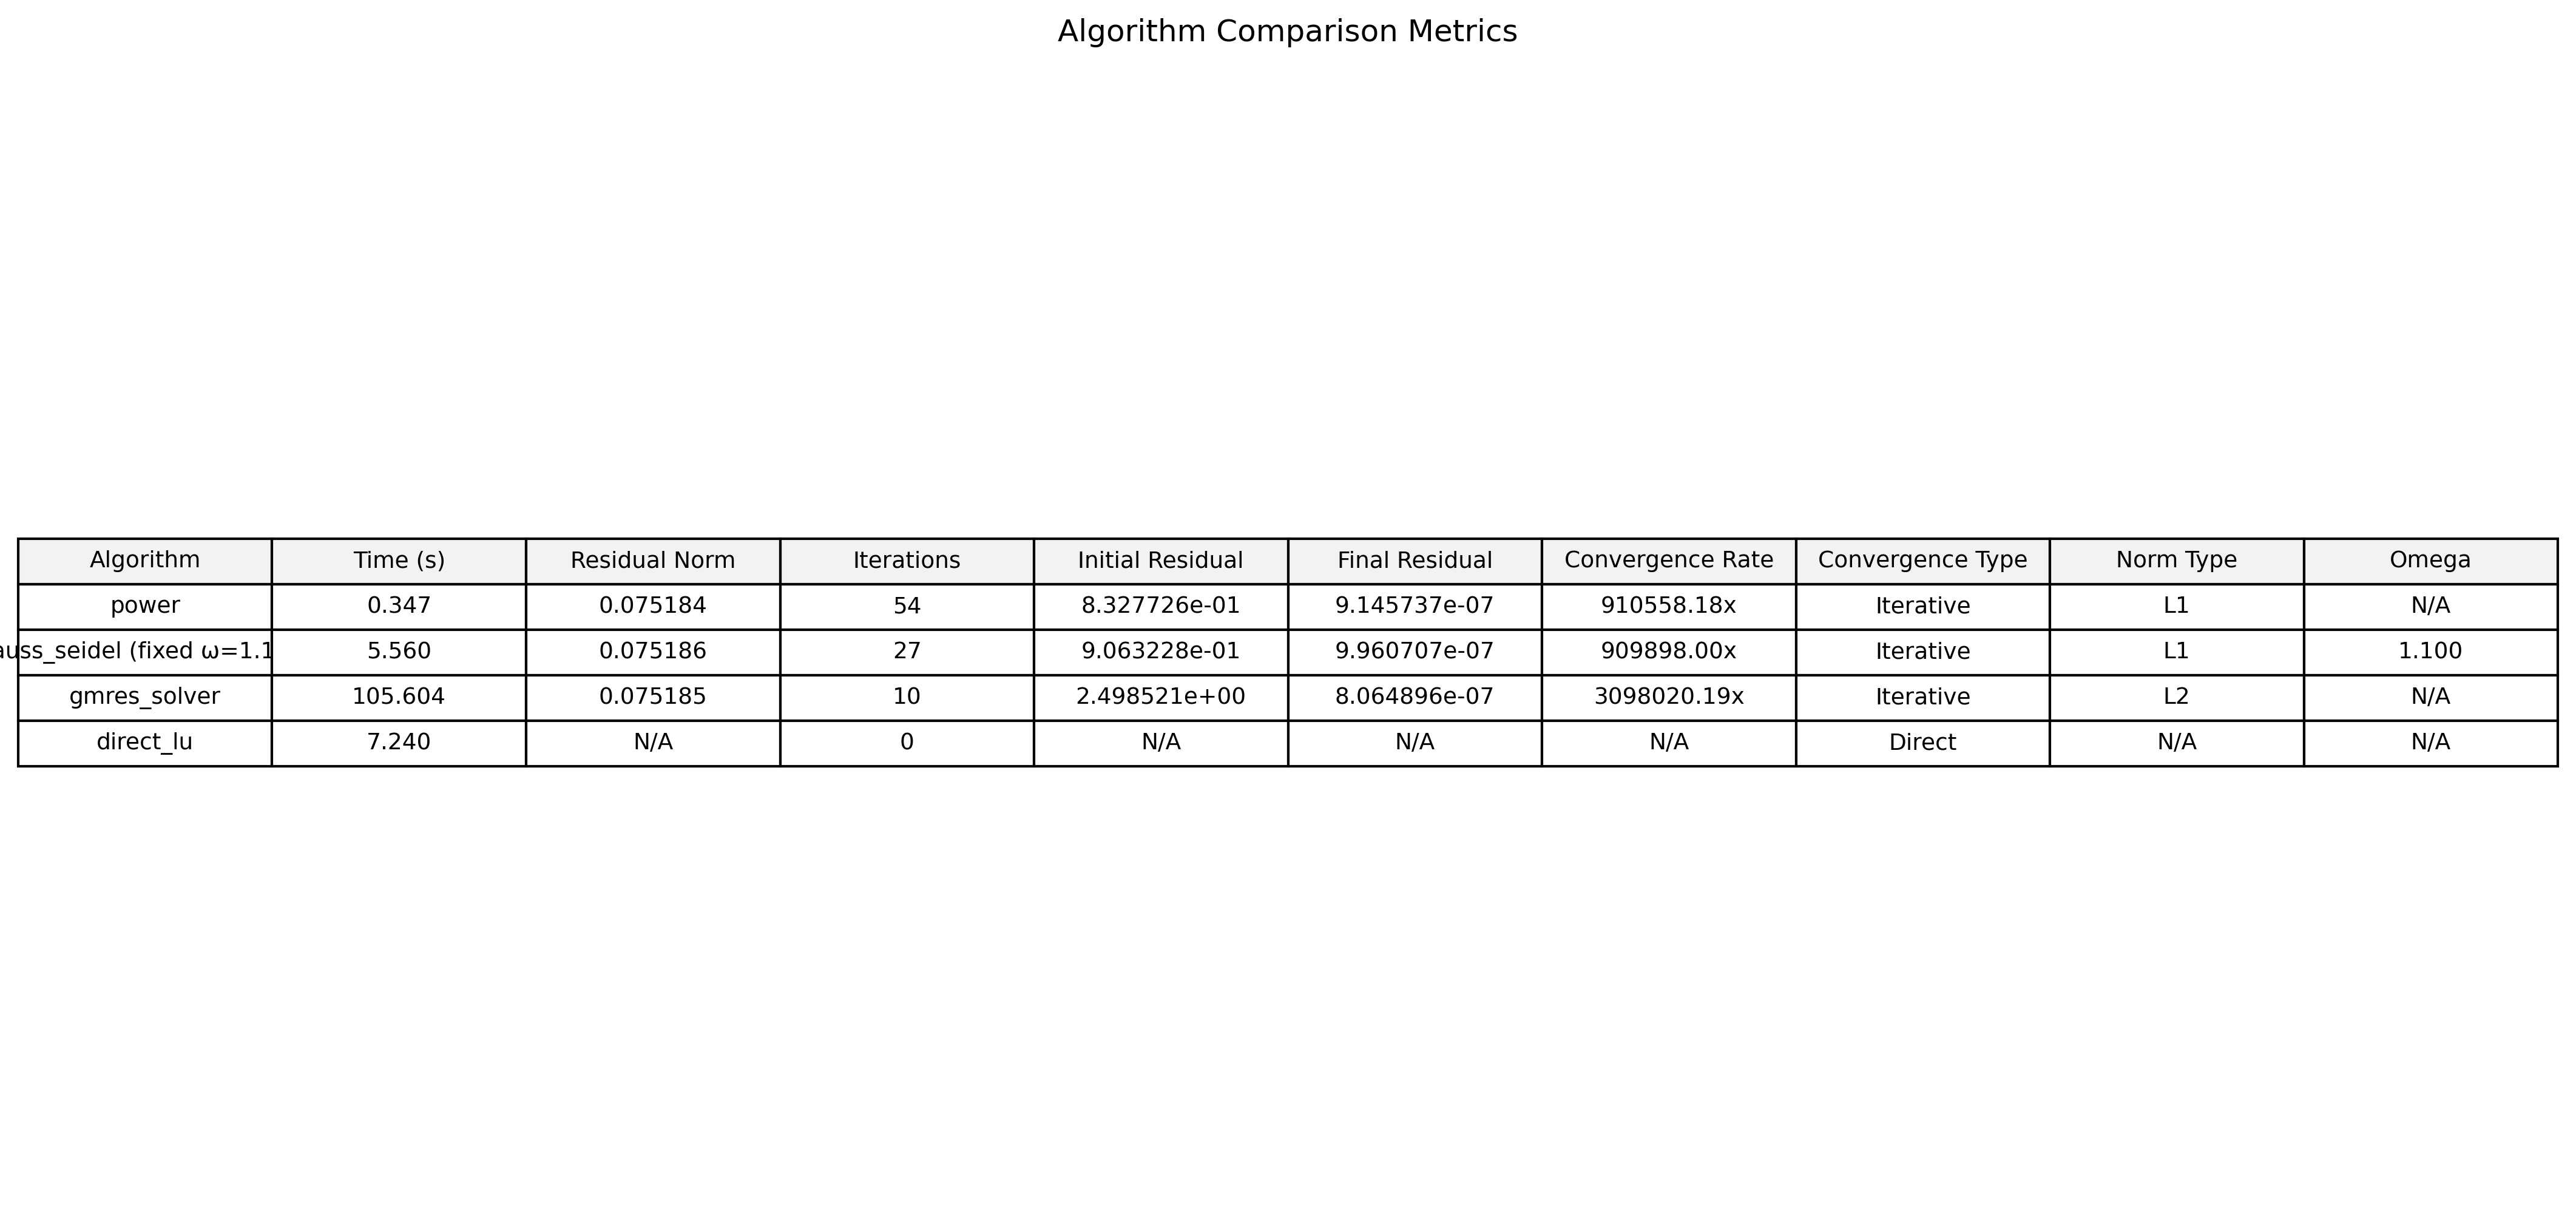 Algorithm Comparison Metrics
Algorithm Time (s) Residual Norm Iterations Initial Residual Final Residual Convergence Rate Convergence Type Norm Type Omega
power 0.347 0.075184 54 8.327726e-01 9.145737e-07 910558.18x Iterative L1 N/A
auss_seidel (fixed ω=1.1 5.560 0.075186 27 9.063228e-01 9.960707e-07 909898.00x Iterative L1 1.100
gmres_solver 105.604 0.075185 10 2.498521e+00 8.064896e-07 3098020.19x Iterative L2 N/A
direct_lu 7.240 N/A 0 N/A N/A N/A Direct N/A N/A